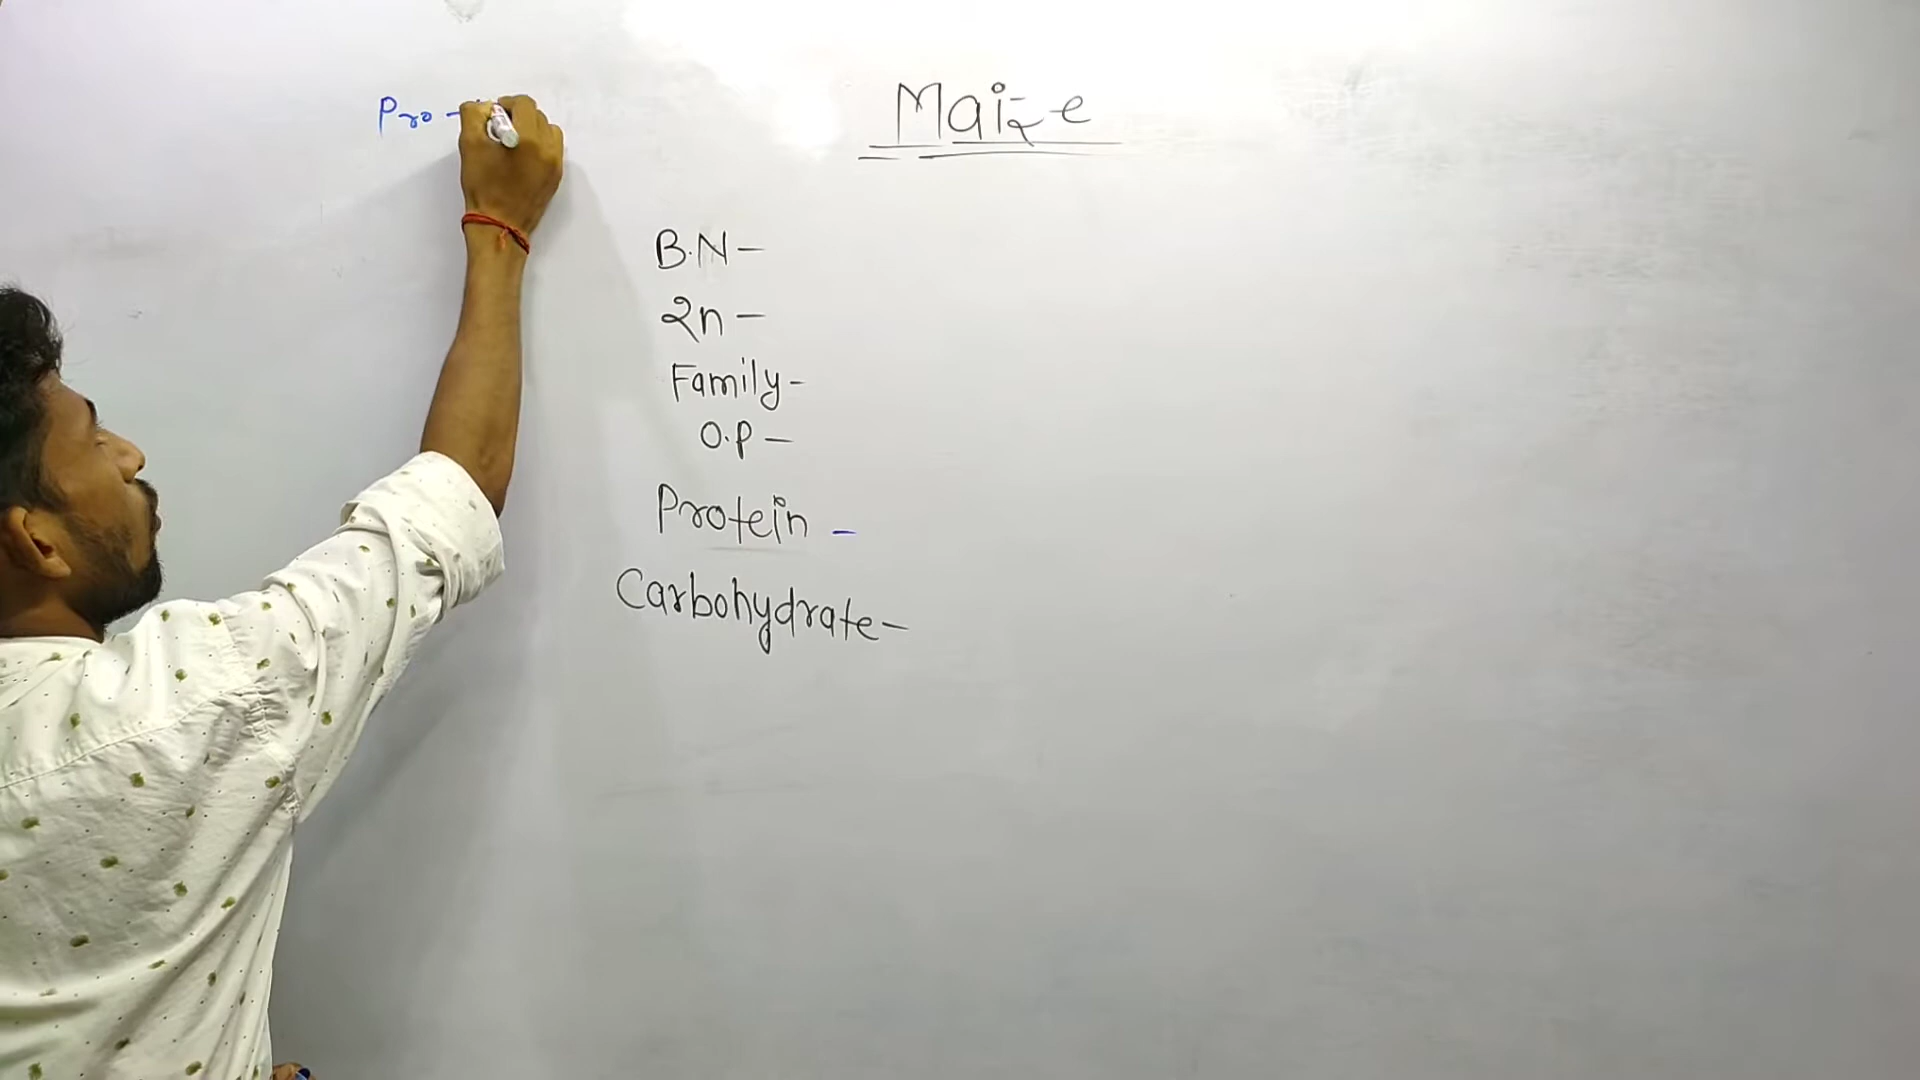 Maize
Pro -
B.N -
2n -
Family -
O.P -
Protein -
Carbohydrate -